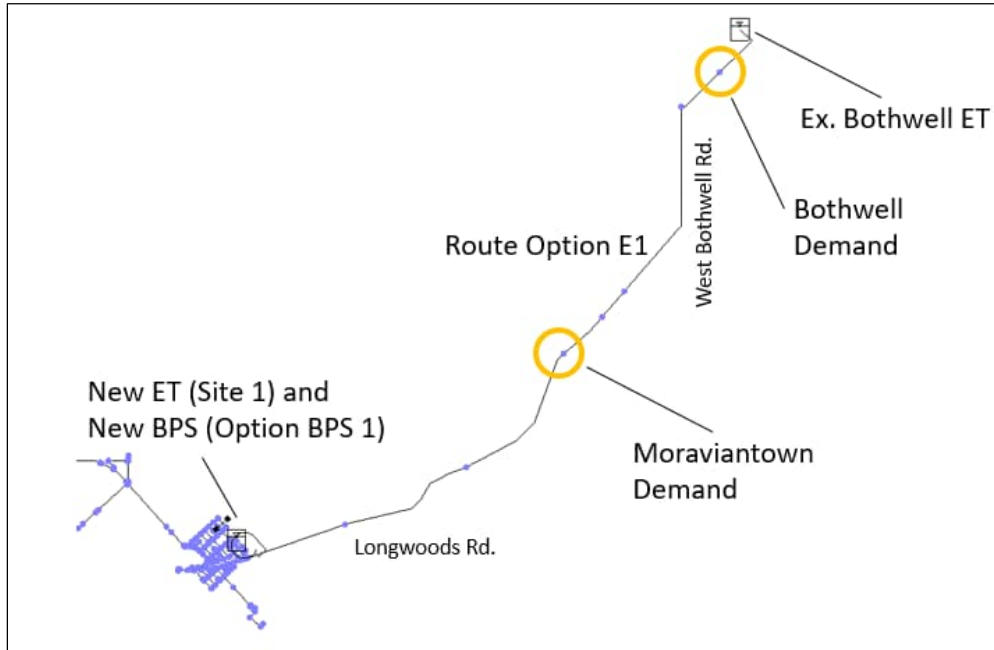 Ex. Bothwell ET
Bothwell
Demand
West Bothwell Rd.
Route Option E1
New ET (Site 1) and
New BPS (Option BPS 1)
Moraviantown
Demand
Longwoods Rd.